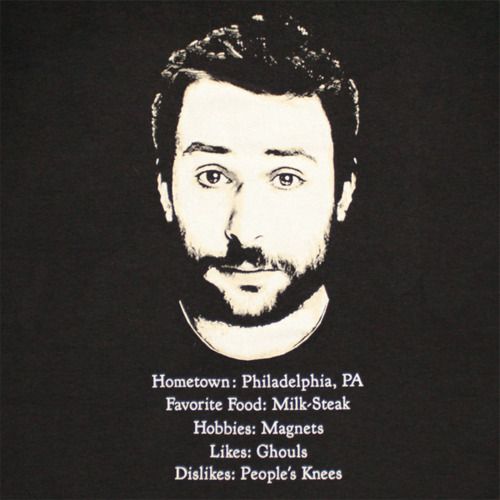 Hometown: Philadelphia, PA
Favorite Food: Milk-Steak
Hobbies: Magnets
Likes: Ghouls
Dislikes: People's Knees